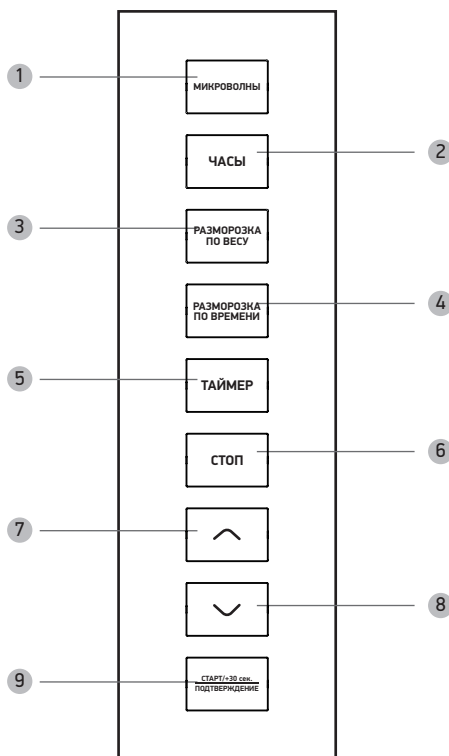 1
МИКРОВОЛНЫ
ЧАСЫ
2
3
РАЗМОРОЗКА
ПО ВЕСУ
РАЗМОРОЗКА
ПО ВРЕМЕНИ
4
5
ТАЙМЕР
СТОП
6
7
8
9
СТАРТ/+30 сек.
ПОДТВЕРЖДЕНИЕ